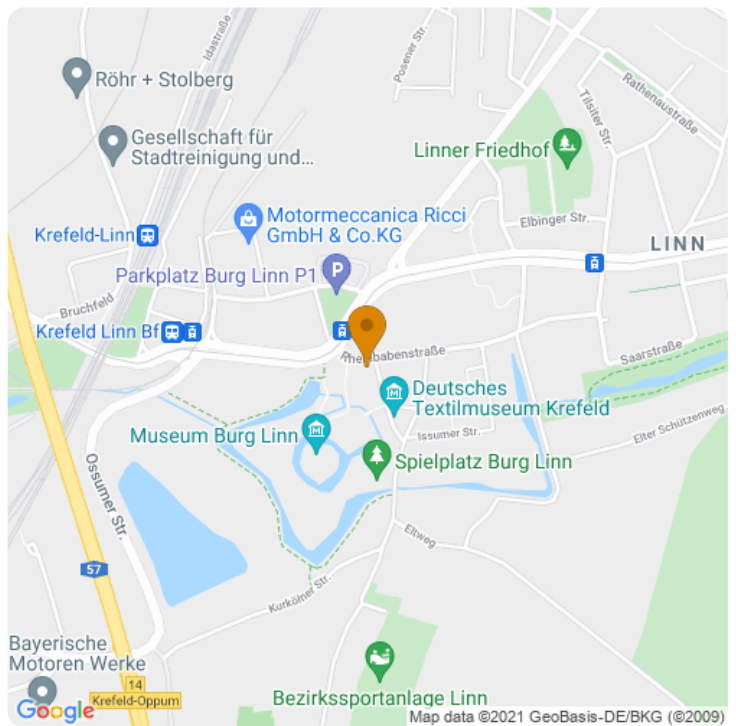 Idastraße
Posener Str.
Röhr + Stolberg
Rathenaustraße
Tilsiter Str.
Gesellschaft für
Stadtreinigung und...
Linner Friedhof
Motormeccanica Ricci
GmbH & Co.KG
Elbinger Str.
Krefeld-Linn
LINN
Parkplatz Burg Linn P1
P
Bruchfeld
Krefeld Linn Bf
Saarstraße
Deutsches
Textilmuseum Krefeld
Museum Burg Linn
Issumer Str.
Elter Schützenweg
Spielplatz Burg Linn
Ossumer Str.
Eltweg
57
Kurkölner Str.
Bayerische
Motoren Werke
14
Krefeld-Oppum
Bezirkssportanlage Linn
Google
Map data ©2021 GeoBasis-DE/BKG (©2009)